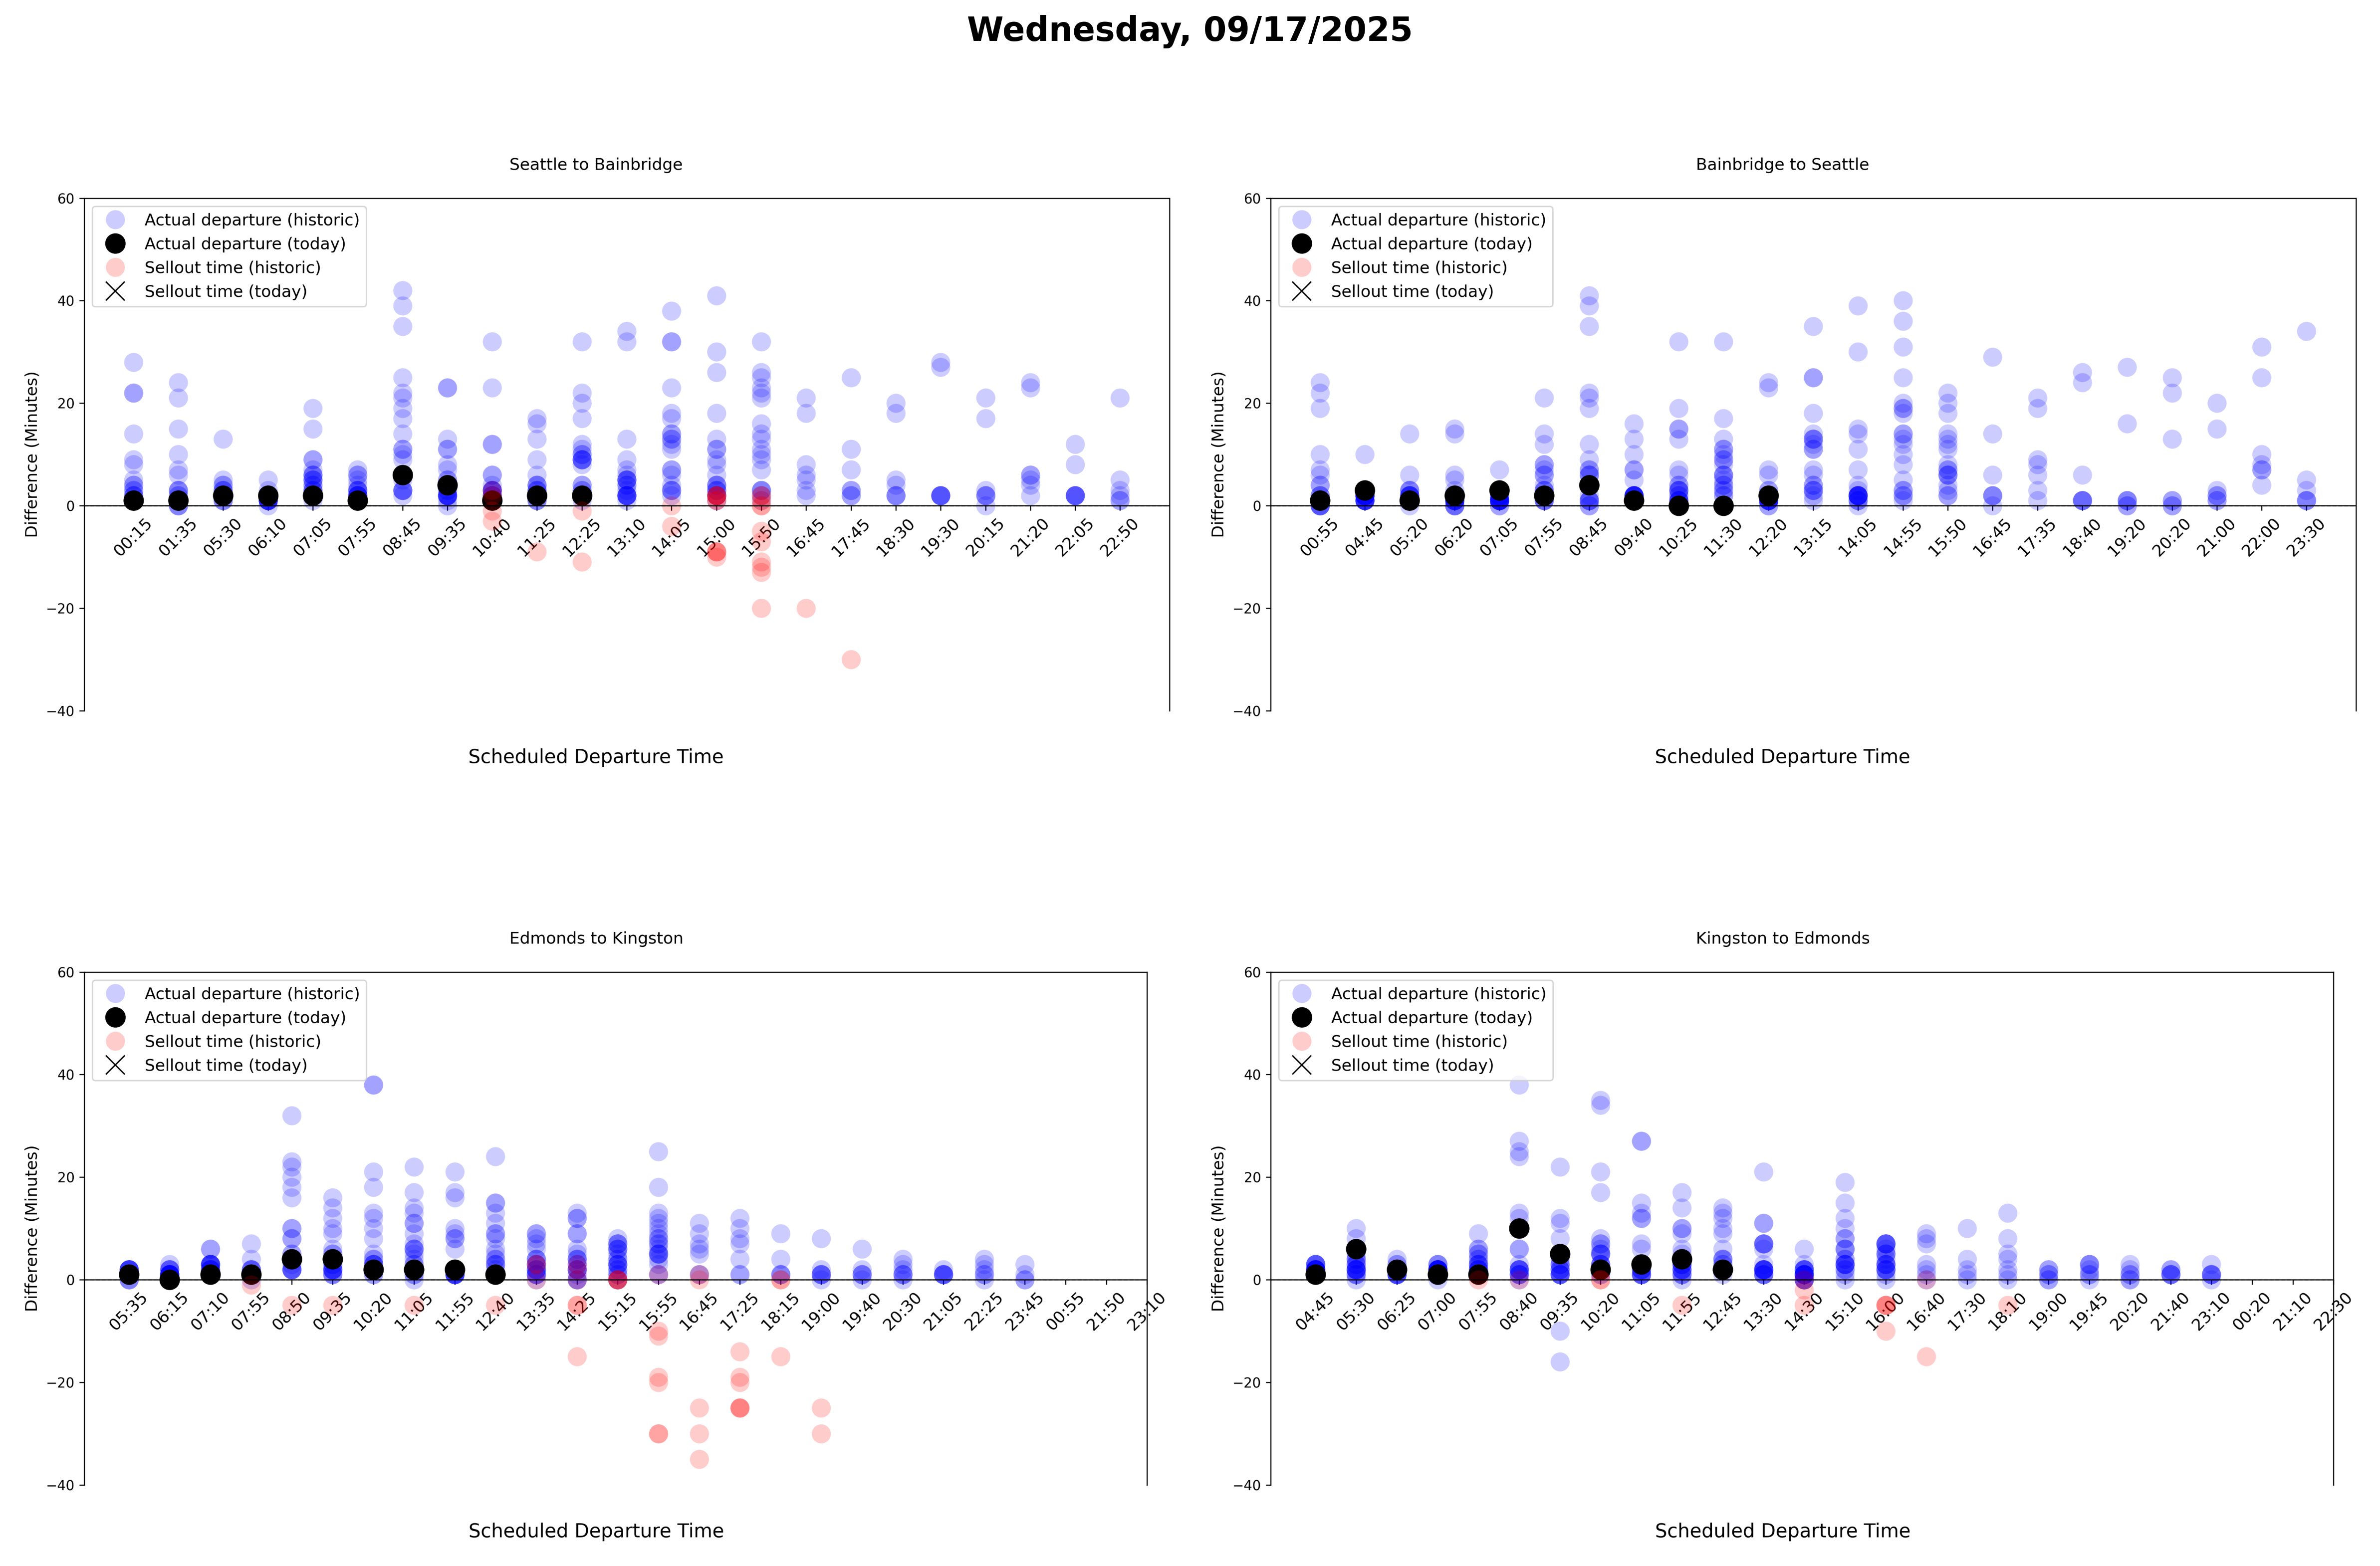 Wednesday, 09/17/2025
Seattle to Bainbridge
Difference (Minutes)
60
40
20
0
−20
−40
Actual departure (historic)
Actual departure (today)
Sellout time (historic)
Sellout time (today)
00:15 01:35 05:30 06:10 07:05 07:55 08:45 09:35 10:40 11:25 12:25 13:10 14:05 15:00 15:50 16:45 17:45 18:30 19:30 20:15 21:20 22:05 22:50
Scheduled Departure Time
Bainbridge to Seattle
Difference (Minutes)
60
40
20
0
−20
−40
Actual departure (historic)
Actual departure (today)
Sellout time (historic)
Sellout time (today)
00:55 04:45 05:20 06:20 07:05 07:55 08:45 09:40 10:25 11:30 12:20 13:15 14:05 14:55 15:50 16:45 17:35 18:40 19:20 20:20 21:00 22:00 23:30
Scheduled Departure Time
Edmonds to Kingston
Difference (Minutes)
60
40
20
0
−20
−40
Actual departure (historic)
Actual departure (today)
Sellout time (historic)
Sellout time (today)
05:35 06:15 07:10 07:55 08:50 09:35 10:20 11:05 11:55 12:40 13:35 14:25 15:15 15:55 16:45 17:25 18:15 19:00 19:40 20:30 21:05 22:25 23:45 00:55 21:50 23:10
Scheduled Departure Time
Kingston to Edmonds
Difference (Minutes)
60
40
20
0
−20
−40
Actual departure (historic)
Actual departure (today)
Sellout time (historic)
Sellout time (today)
04:45 05:30 06:25 07:00 07:55 08:40 09:35 10:20 11:05 11:55 12:45 13:30 14:30 15:10 16:00 16:40 17:30 18:10 19:00 19:45 20:20 21:40 23:10 00:20 21:10 22:30
Scheduled Departure Time